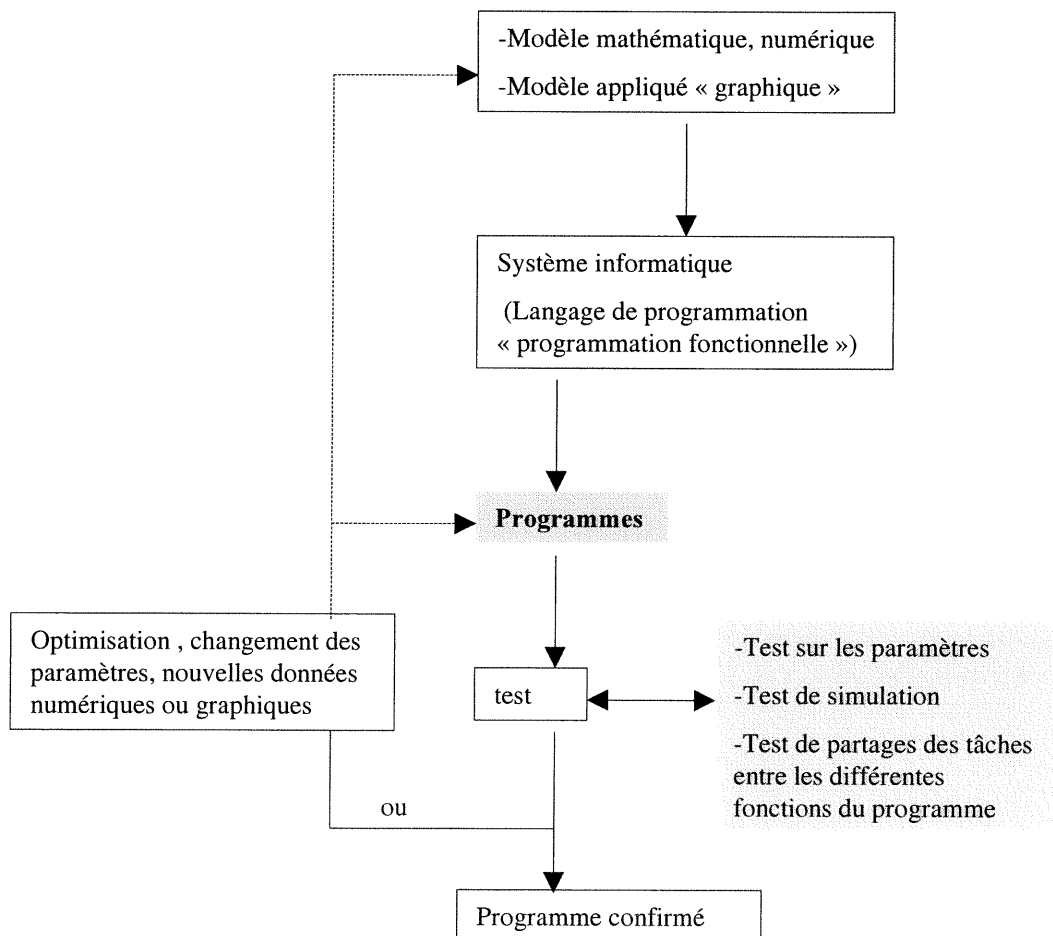 -Modèle mathématique, numérique
-Modèle appliqué « graphique »
Système informatique
(Langage de programmation
« programmation fonctionnelle »)
Programmes
Optimisation , changement des
paramètres, nouvelles données
numériques ou graphiques
test
-Test sur les paramètres
-Test de simulation
-Test de partages des tâches
entre les différentes
fonctions du programme
ou
Programme confirmé